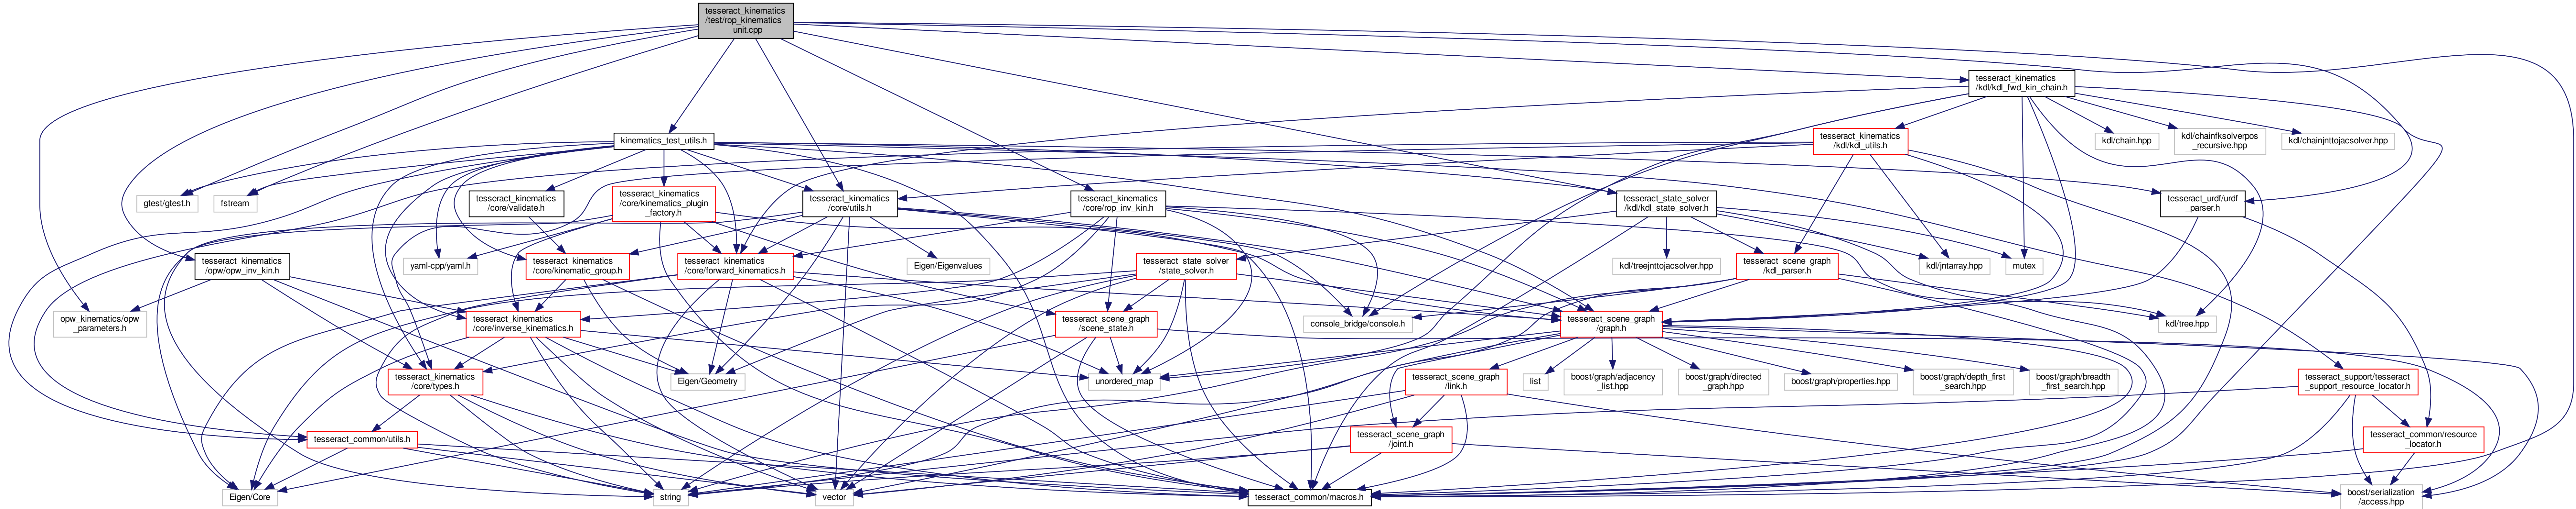 tesseract_kinematics
/test/rop_kinematics
_unit.cpp
tesseract_kinematics
/kdl/kdl_fwd_kin_chain.h
kinematics_test_utils.h
tesseract_kinematics
/kdl/kdl_utils.h
kdl/chain.hpp
kdl/chainfksolverpos
_recursive.hpp
kdl/chainjnttojacsolver.hpp
gtest/gtest.h
fstream
tesseract_kinematics
/core/validate.h
tesseract_kinematics
/core/kinematics_plugin
_factory.h
tesseract_kinematics
/core/utils.h
tesseract_kinematics
/core/rop_inv_kin.h
tesseract_state_solver
/kdl/kdl_state_solver.h
tesseract_urdf/urdf
_parser.h
tesseract_kinematics
/opw/opw_inv_kin.h
yaml-cpp/yaml.h
tesseract_kinematics
/core/kinematic_group.h
tesseract_kinematics
/core/forward_kinematics.h
Eigen/Eigenvalues
tesseract_state_solver
/state_solver.h
kdl/treejnttojacsolver.hpp
tesseract_scene_graph
/kdl_parser.h
kdl/jntarray.hpp
mutex
opw_kinematics/opw
_parameters.h
tesseract_kinematics
/core/inverse_kinematics.h
tesseract_scene_graph
/scene_state.h
console_bridge/console.h
tesseract_scene_graph
/graph.h
kdl/tree.hpp
tesseract_kinematics
/core/types.h
Eigen/Geometry
unordered_map
tesseract_scene_graph
/link.h
list
boost/graph/adjacency
_list.hpp
boost/graph/directed
_graph.hpp
boost/graph/properties.hpp
boost/graph/depth_first
_search.hpp
boost/graph/breadth
_first_search.hpp
tesseract_support/tesseract
_support_resource_locator.h
tesseract_common/utils.h
tesseract_scene_graph
/joint.h
tesseract_common/resource
_locator.h
Eigen/Core
string
vector
tesseract_common/macros.h
boost/serialization
/access.hpp